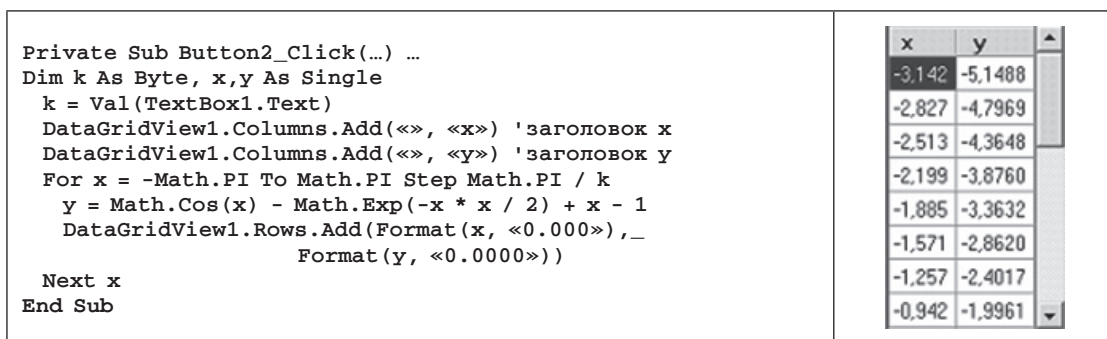 Private Sub Button2_Click(…) …
Dim k As Byte, x,y As Single
k = Val(TextBox1.Text)
DataGridView1.Columns.Add(«», «x») 'заголовок x
DataGridView1.Columns.Add(«», «y») 'заголовок y
For x = -Math.PI To Math.PI Step Math.PI / k
y = Math.Cos(x) - Math.Exp(-x * x / 2) + x - 1
DataGridView1.Rows.Add(Format(x, «0.000»),_
Format(y, «0.0000»))
Next x
End Sub
x y
-3,142 -5,1488
-2,827 -4,7969
-2,513 -4,3648
-2,199 -3,8760
-1,885 -3,3632
-1,571 -2,8620
-1,257 -2,4017
-0,942 -1,9961